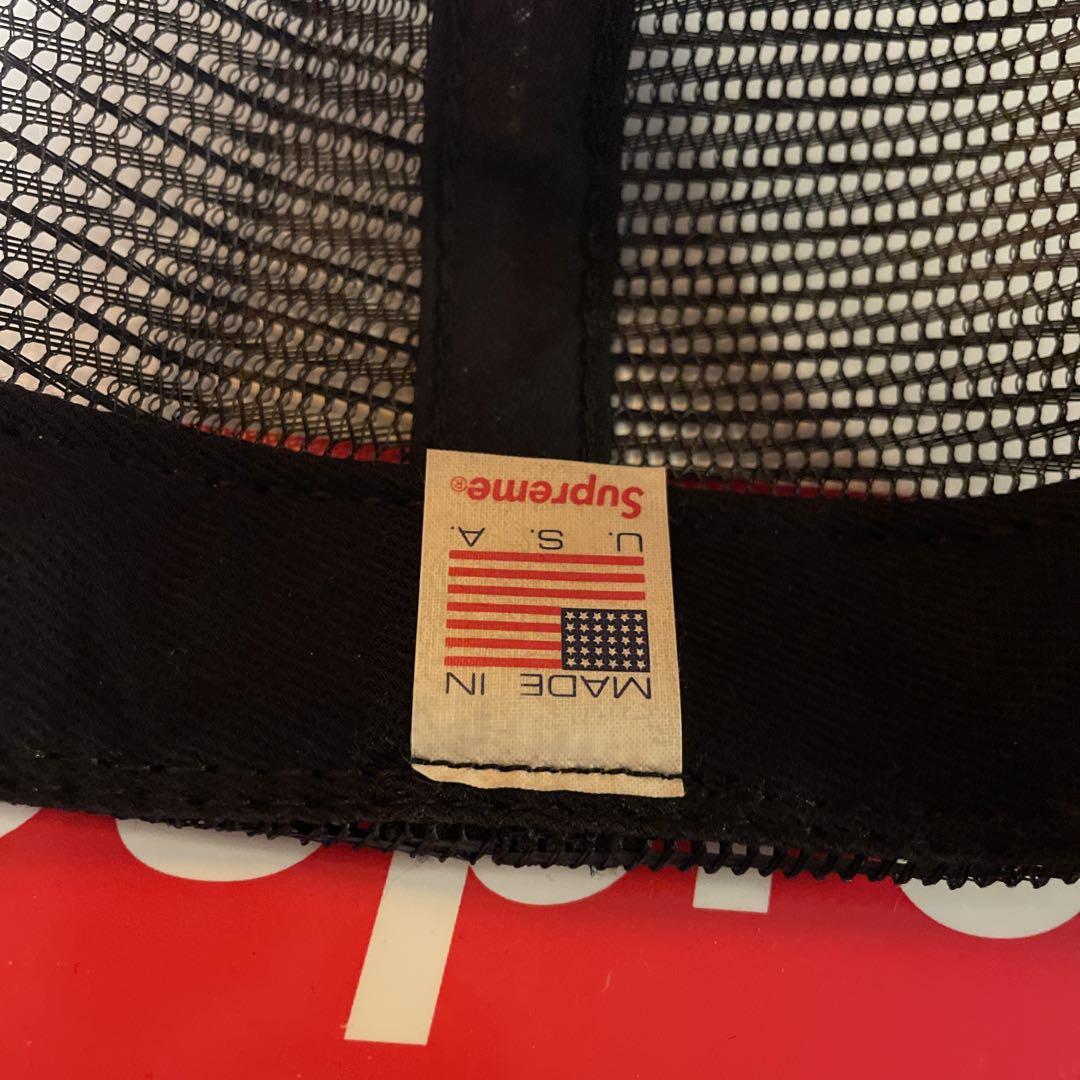 MADE IN
U. S. A.
Supreme®